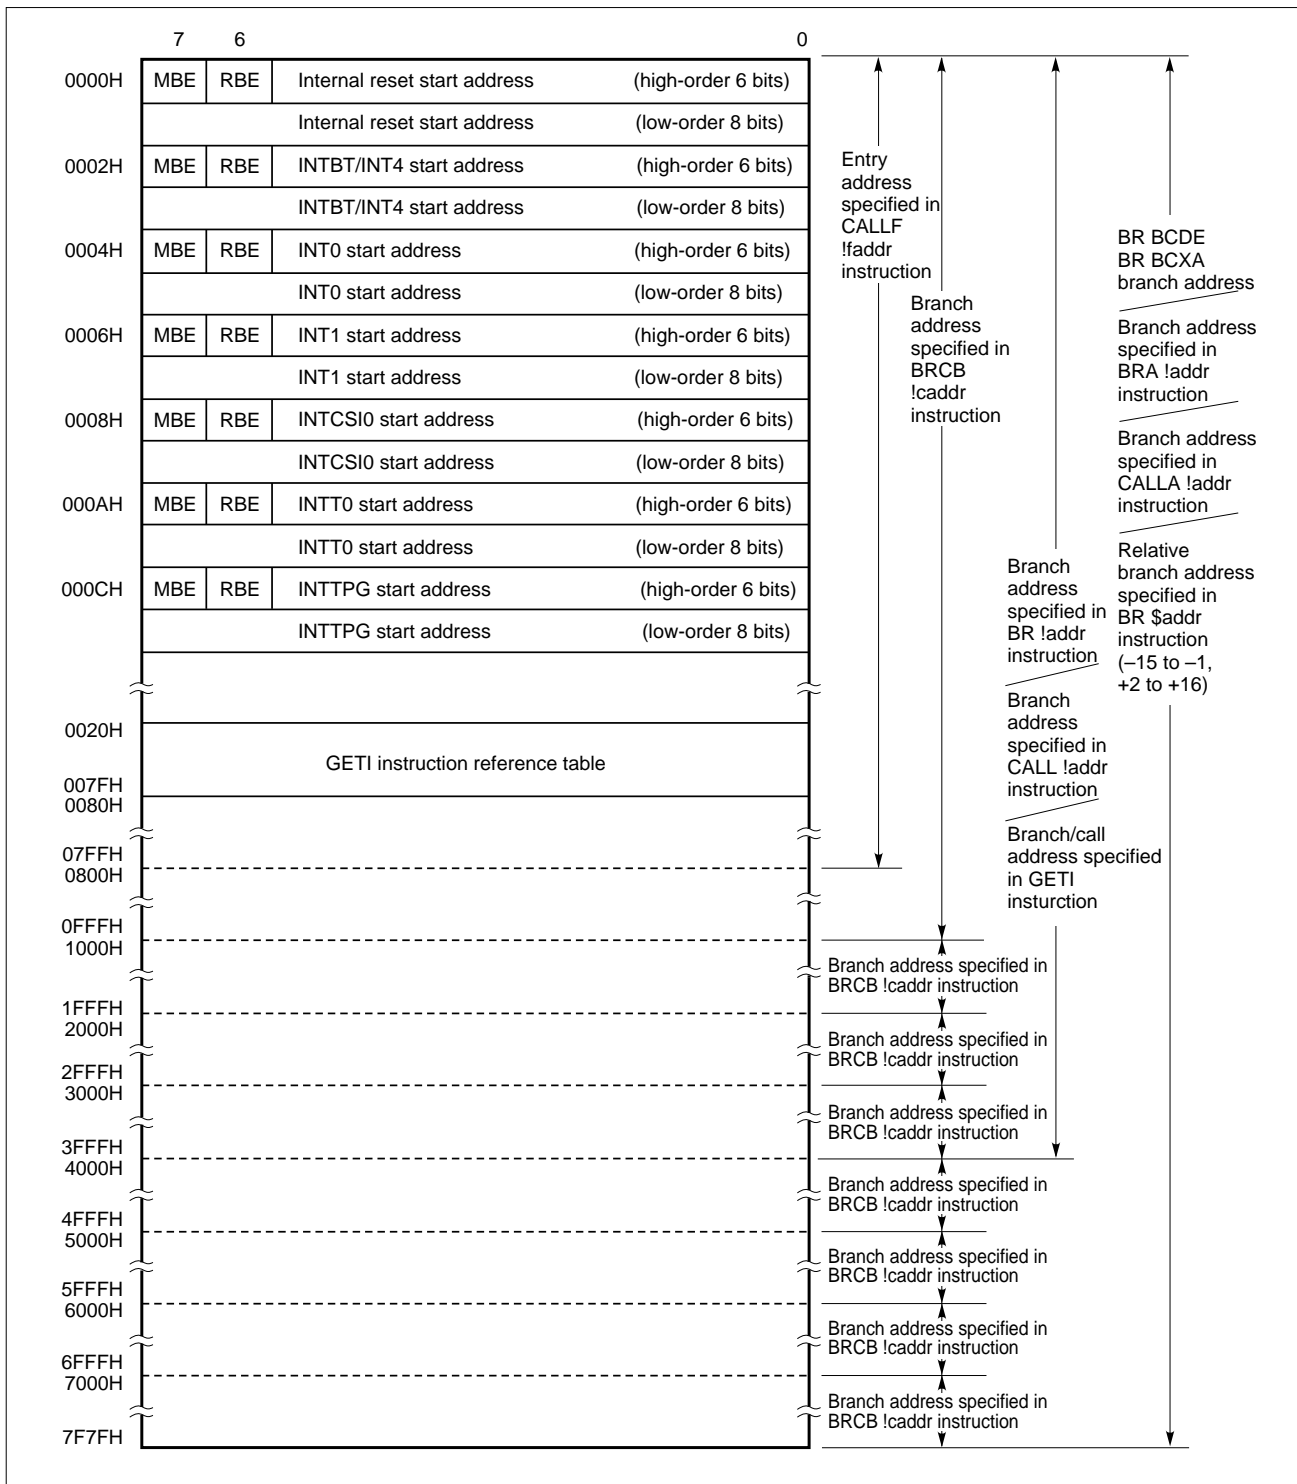 7 6 0
0000H MBE RBE Internal reset start address (high-order 6 bits)
Internal reset start address (low-order 8 bits)
0002H MBE RBE INTBT/INT4 start address (high-order 6 bits)
INTBT/INT4 start address (low-order 8 bits)
0004H MBE RBE INT0 start address (high-order 6 bits)
INT0 start address (low-order 8 bits)
0006H MBE RBE INT1 start address (high-order 6 bits)
INT1 start address (low-order 8 bits)
0008H MBE RBE INTCSI0 start address (high-order 6 bits)
INTCSI0 start address (low-order 8 bits)
000AH MBE RBE INTT0 start address (high-order 6 bits)
INTT0 start address (low-order 8 bits)
000CH MBE RBE INTTPG start address (high-order 6 bits)
INTTPG start address (low-order 8 bits)
0020H
GETI instruction reference table
007FH
0080H
07FFH
0800H
0FFFH
1000H
1FFFH
2000H
2FFFH
3000H
3FFFH
4000H
4FFFH
5000H
5FFFH
6000H
6FFFH
7000H
7F7FH
Entry
address
specified in
CALLF
!faddr
instruction
Branch
address
specified in
BRCB
!caddr
instruction
Branch address specified in
BRCB !caddr instruction
Branch address specified in
BRCB !caddr instruction
Branch address specified in
BRCB !caddr instruction
Branch address specified in
BRCB !caddr instruction
Branch address specified in
BRCB !caddr instruction
Branch address specified in
BRCB !caddr instruction
Branch address specified in
BRCB !caddr instruction
Branch
address
specified in
BR !addr
instruction
Branch
address
specified in
CALL !addr
instruction
Branch/call
address specified
in GETI
insturction
BR BCDE
BR BCXA
branch address
Branch address
specified in
BRA !addr
instruction
Branch address
specified in
CALLA !addr
instruction
Relative
branch address
specified in
BR $addr
instruction
(–15 to –1,
+2 to +16)